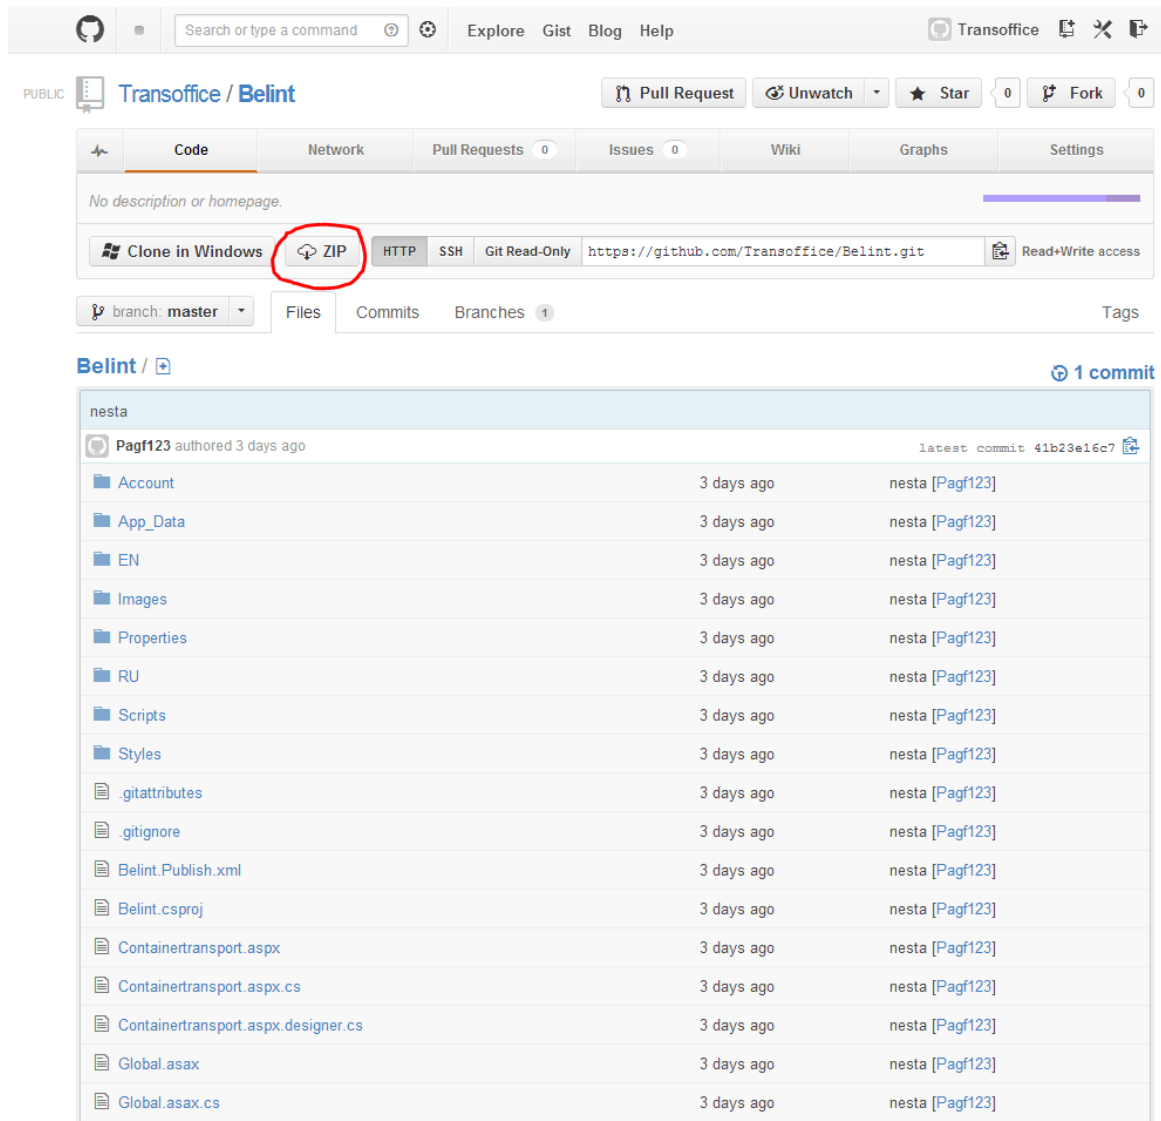 Search or type a command Explore Gist Blog Help Transoffice
PUBLIC Transoffice / Belint Pull Request Unwatch Star 0 Fork 0
Code Network Pull Requests 0 Issues 0 Wiki Graphs Settings
No description or homepage.
Clone in Windows ZIP HTTP SSH Git Read-Only https://github.com/Transoffice/Belint.git Read+Write access
branch: master Files Commits Branches 1 Tags
Belint / 1 commit
nesta
Pagf123 authored 3 days ago latest commit 41b23e16c7
Account 3 days ago nesta [Pagf123]
App_Data 3 days ago nesta [Pagf123]
EN 3 days ago nesta [Pagf123]
Images 3 days ago nesta [Pagf123]
Properties 3 days ago nesta [Pagf123]
RU 3 days ago nesta [Pagf123]
Scripts 3 days ago nesta [Pagf123]
Styles 3 days ago nesta [Pagf123]
.gitattributes 3 days ago nesta [Pagf123]
.gitignore 3 days ago nesta [Pagf123]
Belint.Publish.xml 3 days ago nesta [Pagf123]
Belint.csproj 3 days ago nesta [Pagf123]
Containertransport.aspx 3 days ago nesta [Pagf123]
Containertransport.aspx.cs 3 days ago nesta [Pagf123]
Containertransport.aspx.designer.cs 3 days ago nesta [Pagf123]
Global.asax 3 days ago nesta [Pagf123]
Global.asax.cs 3 days ago nesta [Pagf123]